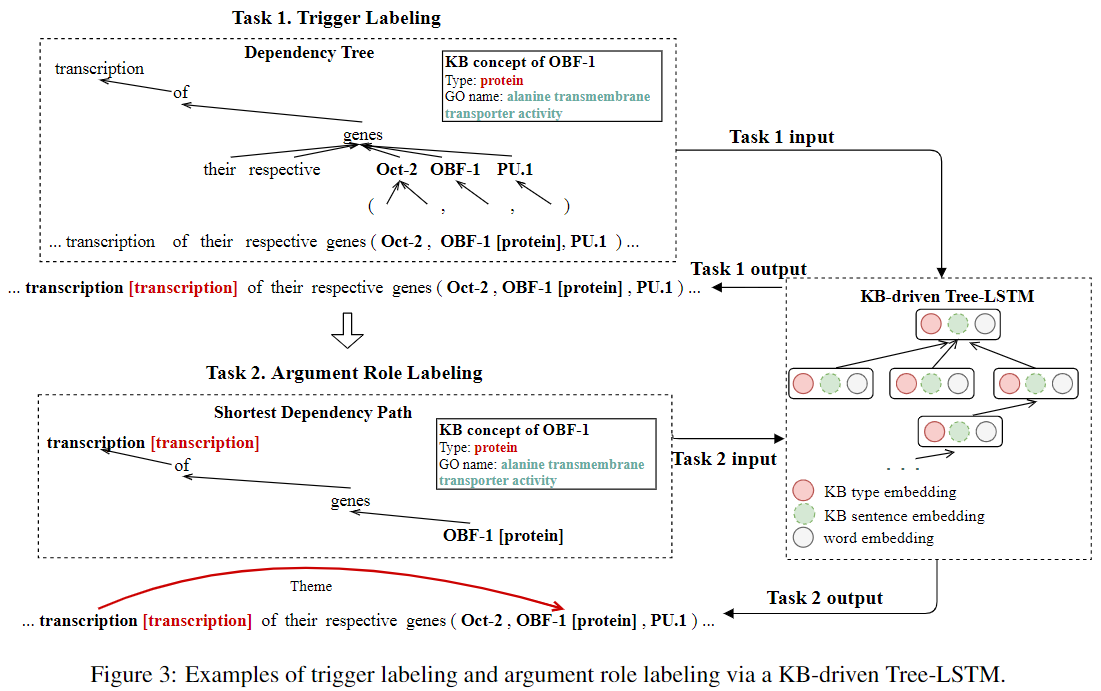 Task 1. Trigger Labeling
Dependency Tree
transcription
of
genes
their respective Oct-2 OBF-1 PU.1
( , , )
KB concept of OBF-1
Type: protein
GO name: alanine transmembrane
transporter activity
... transcription of their respective genes ( Oct-2 , OBF-1 [protein], PU.1 ) ...
Task 1 input
Task 1 output
... transcription [transcription] of their respective genes ( Oct-2 , OBF-1 [protein] , PU.1 ) ...
KB-driven Tree-LSTM
. . .
KB type embedding
KB sentence embedding
word embedding
Task 2. Argument Role Labeling
Shortest Dependency Path
transcription [transcription]
of
genes
OBF-1 [protein]
KB concept of OBF-1
Type: protein
GO name: alanine transmembrane
transporter activity
Task 2 input
Task 2 output
Theme
... transcription [transcription] of their respective genes ( Oct-2 , OBF-1 [protein] , PU.1 ) ...
Figure 3: Examples of trigger labeling and argument role labeling via a KB-driven Tree-LSTM.